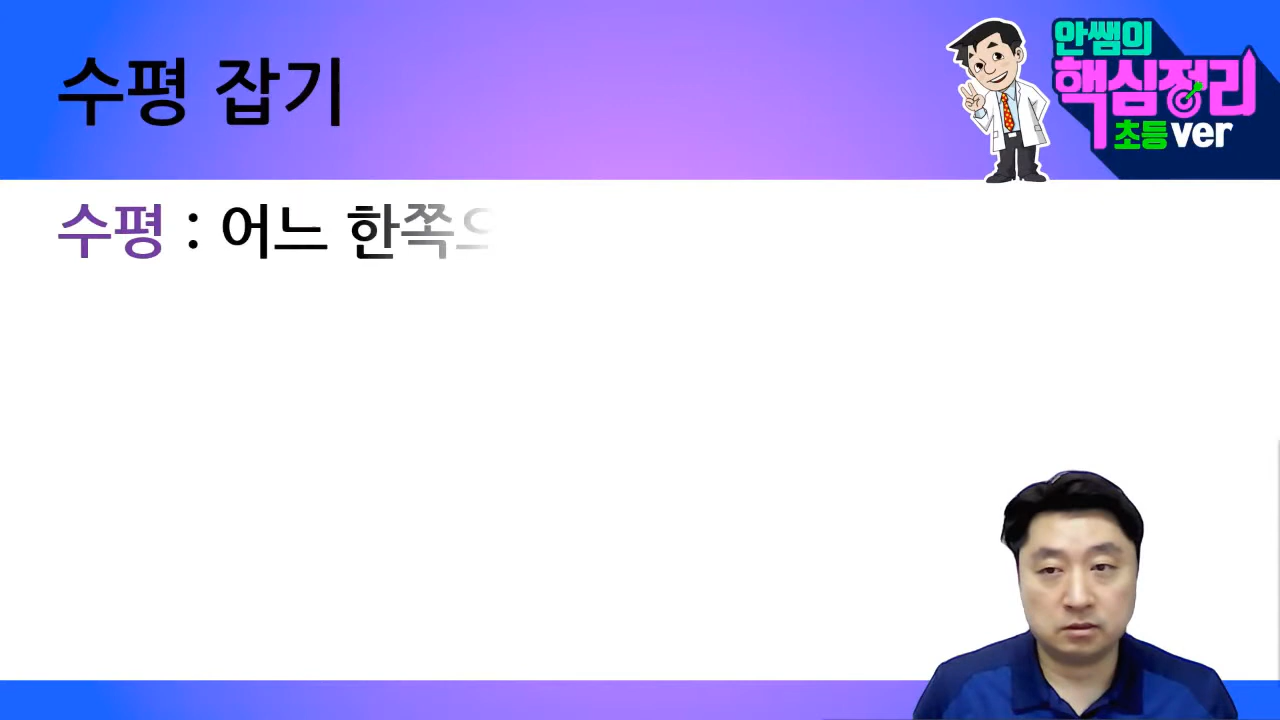 수평 잡기
안쌤의
핵심정리
초등 ver
수평 : 어느 한쪽으